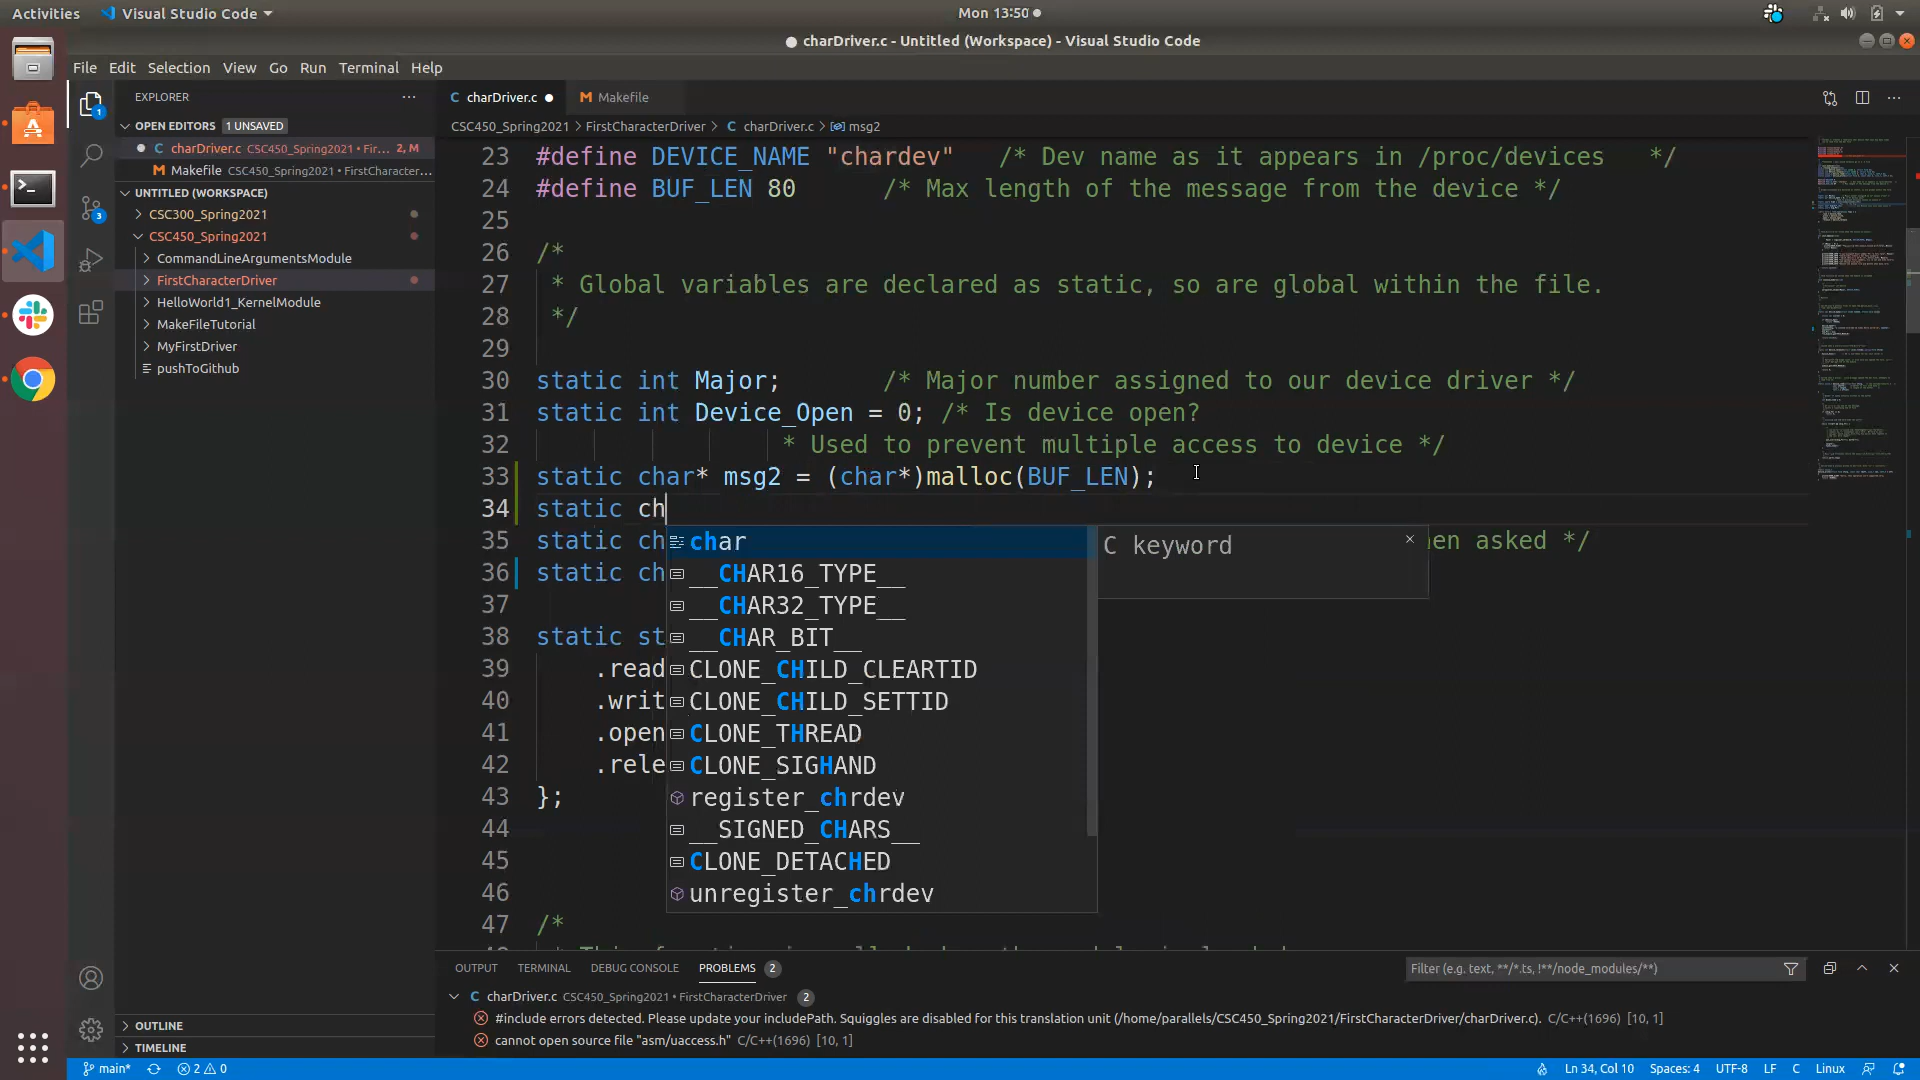 Activities Visual Studio Code Mon 13:50
charDriver.c - Untitled (Workspace) - Visual Studio Code
File Edit Selection View Go Run Terminal Help
EXPLORER
OPEN EDITORS 1 UNSAVED
charDriver.c CSC450_Spring2021 • Fir... 2, M
Makefile CSC450_Spring2021 • FirstCharacter...
UNTITLED (WORKSPACE)
CSC300_Spring2021
CSC450_Spring2021
CommandLineArgumentsModule
FirstCharacterDriver
HelloWorld1_KernelModule
MakeFileTutorial
MyFirstDriver
pushToGithub
OUTLINE
TIMELINE
1
3
charDriver.c Makefile
CSC450_Spring2021 > FirstCharacterDriver > C charDriver.c > msg2
23 #define DEVICE_NAME "chardev" /* Dev name as it appears in /proc/devices */
24 #define BUF_LEN 80 /* Max length of the message from the device */
25
26 /*
27 * Global variables are declared as static, so are global within the file.
28 */
29
30 static int Major; /* Major number assigned to our device driver */
31 static int Device_Open = 0; /* Is device open?
32 * Used to prevent multiple access to device */
33 static char* msg2 = (char*)malloc(BUF_LEN);
34 static ch
35 static ch en asked */
36 static ch
37
38 static st
39 .read
40 .writ
41 .open
42 .rele
43 };
44
45
46
47 /*
char
__CHAR16_TYPE__
__CHAR32_TYPE__
__CHAR_BIT__
CLONE_CHILD_CLEARTID
CLONE_CHILD_SETTID
CLONE_THREAD
CLONE_SIGHAND
register_chrdev
__SIGNED_CHARS__
CLONE_DETACHED
unregister_chrdev
C keyword
OUTPUT TERMINAL DEBUG CONSOLE PROBLEMS 2
Filter (e.g. text, **/*.ts, !**/node_modules/**)
charDriver.c CSC450_Spring2021 • FirstCharacterDriver 2
#include errors detected. Please update your includePath. Squiggles are disabled for this translation unit (/home/parallels/CSC450_Spring2021/FirstCharacterDriver/charDriver.c). C/C++(1696) [10, 1]
cannot open source file "asm/uaccess.h" C/C++(1696) [10, 1]
main* 2 0 Ln 34, Col 10 Spaces: 4 UTF-8 LF C Linux